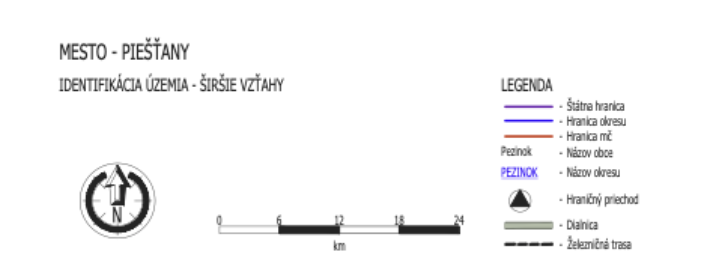 MESTO - PIEŠŤANY
IDENTIFIKÁCIA ÚZEMIA - ŠIRŠIE VZŤAHY
LEGENDA
- Štátna hranica
- Hranica okresu
- Hranica mč
Pezinok - Názov obce
PEZINOK - Názov okresu
- Hraničný priechod
- Dialnica
- Železničná trasa
N
0 6 12 18 24
km